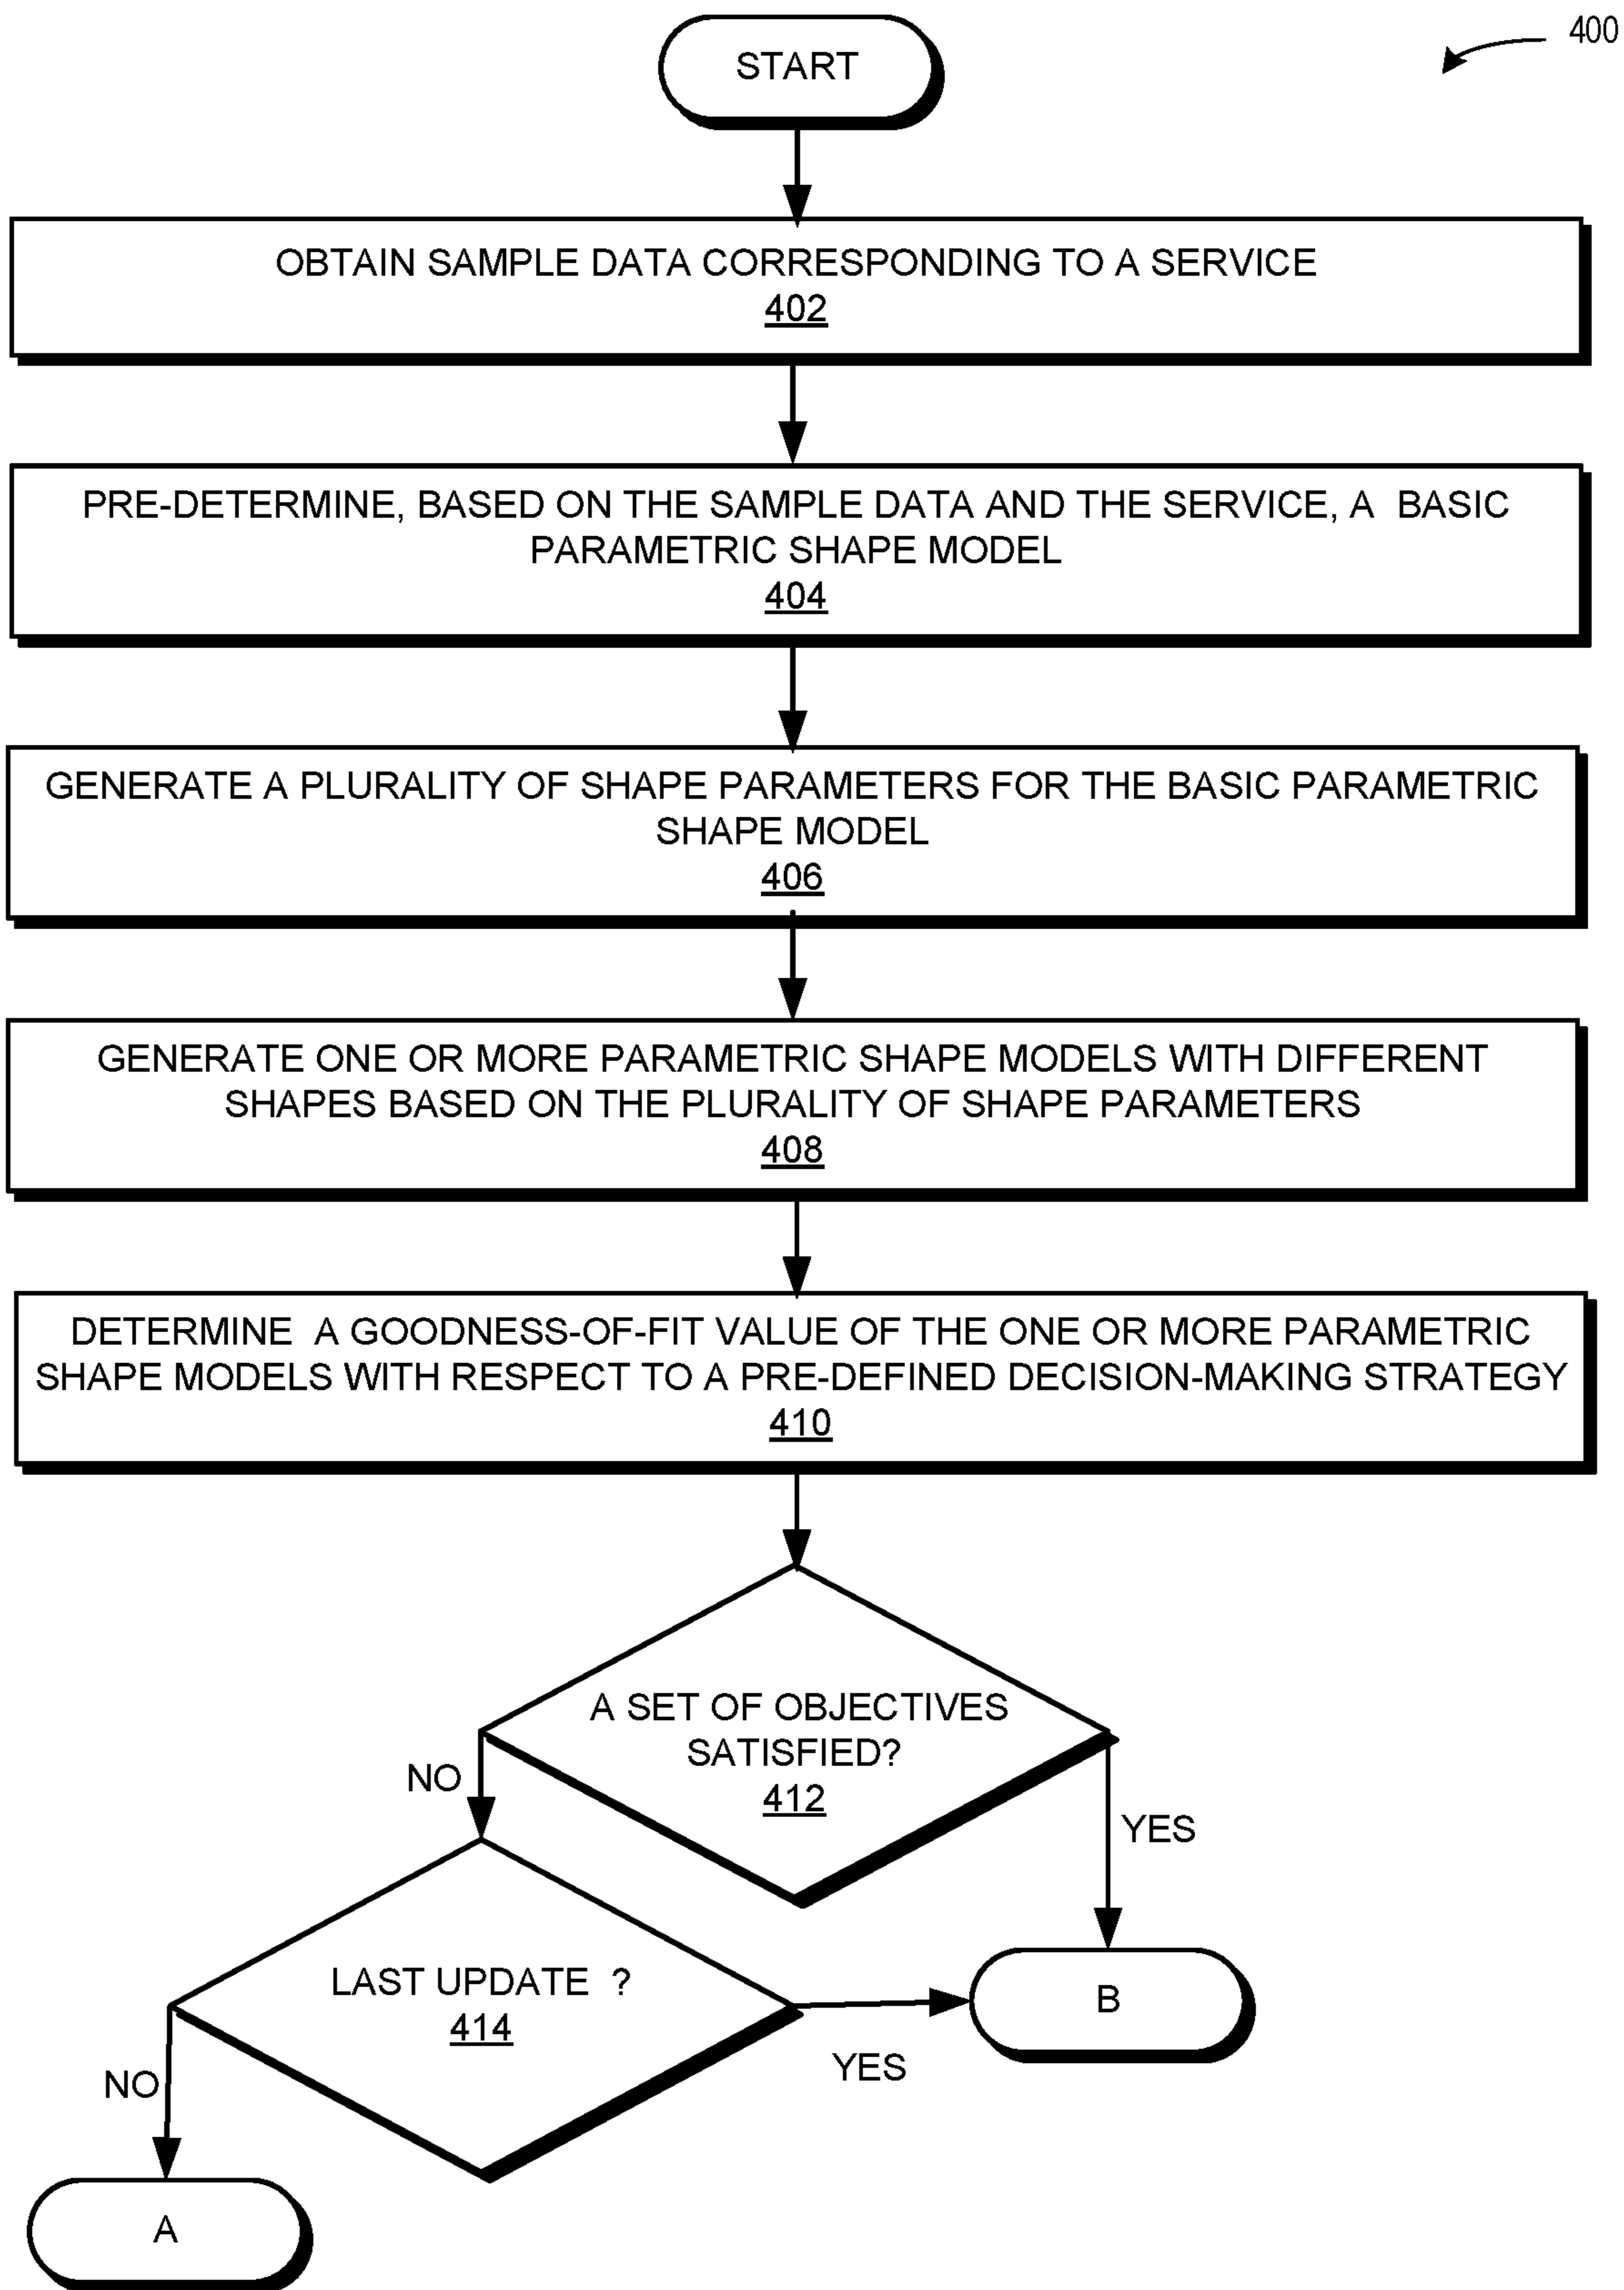 400
START
OBTAIN SAMPLE DATA CORRESPONDING TO A SERVICE
402
PRE-DETERMINE, BASED ON THE SAMPLE DATA AND THE SERVICE, A BASIC
PARAMETRIC SHAPE MODEL
404
GENERATE A PLURALITY OF SHAPE PARAMETERS FOR THE BASIC PARAMETRIC
SHAPE MODEL
406
GENERATE ONE OR MORE PARAMETRIC SHAPE MODELS WITH DIFFERENT
SHAPES BASED ON THE PLURALITY OF SHAPE PARAMETERS
408
DETERMINE A GOODNESS-OF-FIT VALUE OF THE ONE OR MORE PARAMETRIC
SHAPE MODELS WITH RESPECT TO A PRE-DEFINED DECISION-MAKING STRATEGY
410
A SET OF OBJECTIVES
SATISFIED?
412
NO
YES
LAST UPDATE ?
414
B
YES
NO
A